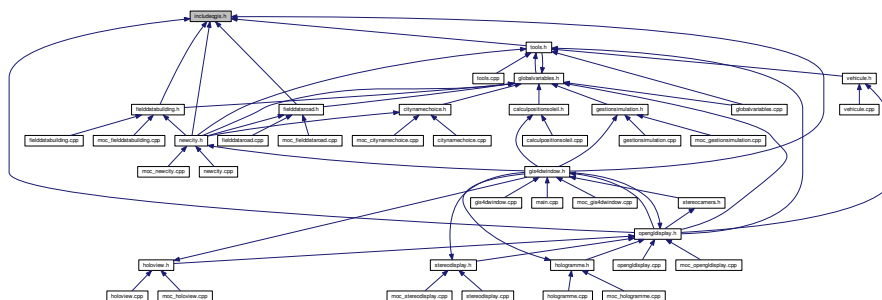 includeqgis.h
tools.h
tools.cpp
globalvariables.h
vehicule.h
fielddatabuilding.h
fielddataroad.h
citynamechoice.h
calculpositionsoleil.h
gestionsimulation.h
globalvariables.cpp
vehicule.cpp
fielddatabuilding.cpp
moc_fielddatabuilding.cpp
newcity.h
fielddataroad.cpp
moc_fielddataroad.cpp
moc_citynamechoice.cpp
citynamechoice.cpp
calculpositionsoleil.cpp
gestionsimulation.cpp
moc_gestionsimulation.cpp
moc_newcity.cpp
newcity.cpp
gis4dwindow.h
gis4dwindow.cpp
main.cpp
moc_gis4dwindow.cpp
stereocamera.h
opengldisplay.h
holoview.h
stereodisplay.h
hologramme.h
opengldisplay.cpp
moc_opengldisplay.cpp
holoview.cpp
moc_holoview.cpp
moc_stereodisplay.cpp
stereodisplay.cpp
hologramme.cpp
moc_hologramme.cpp